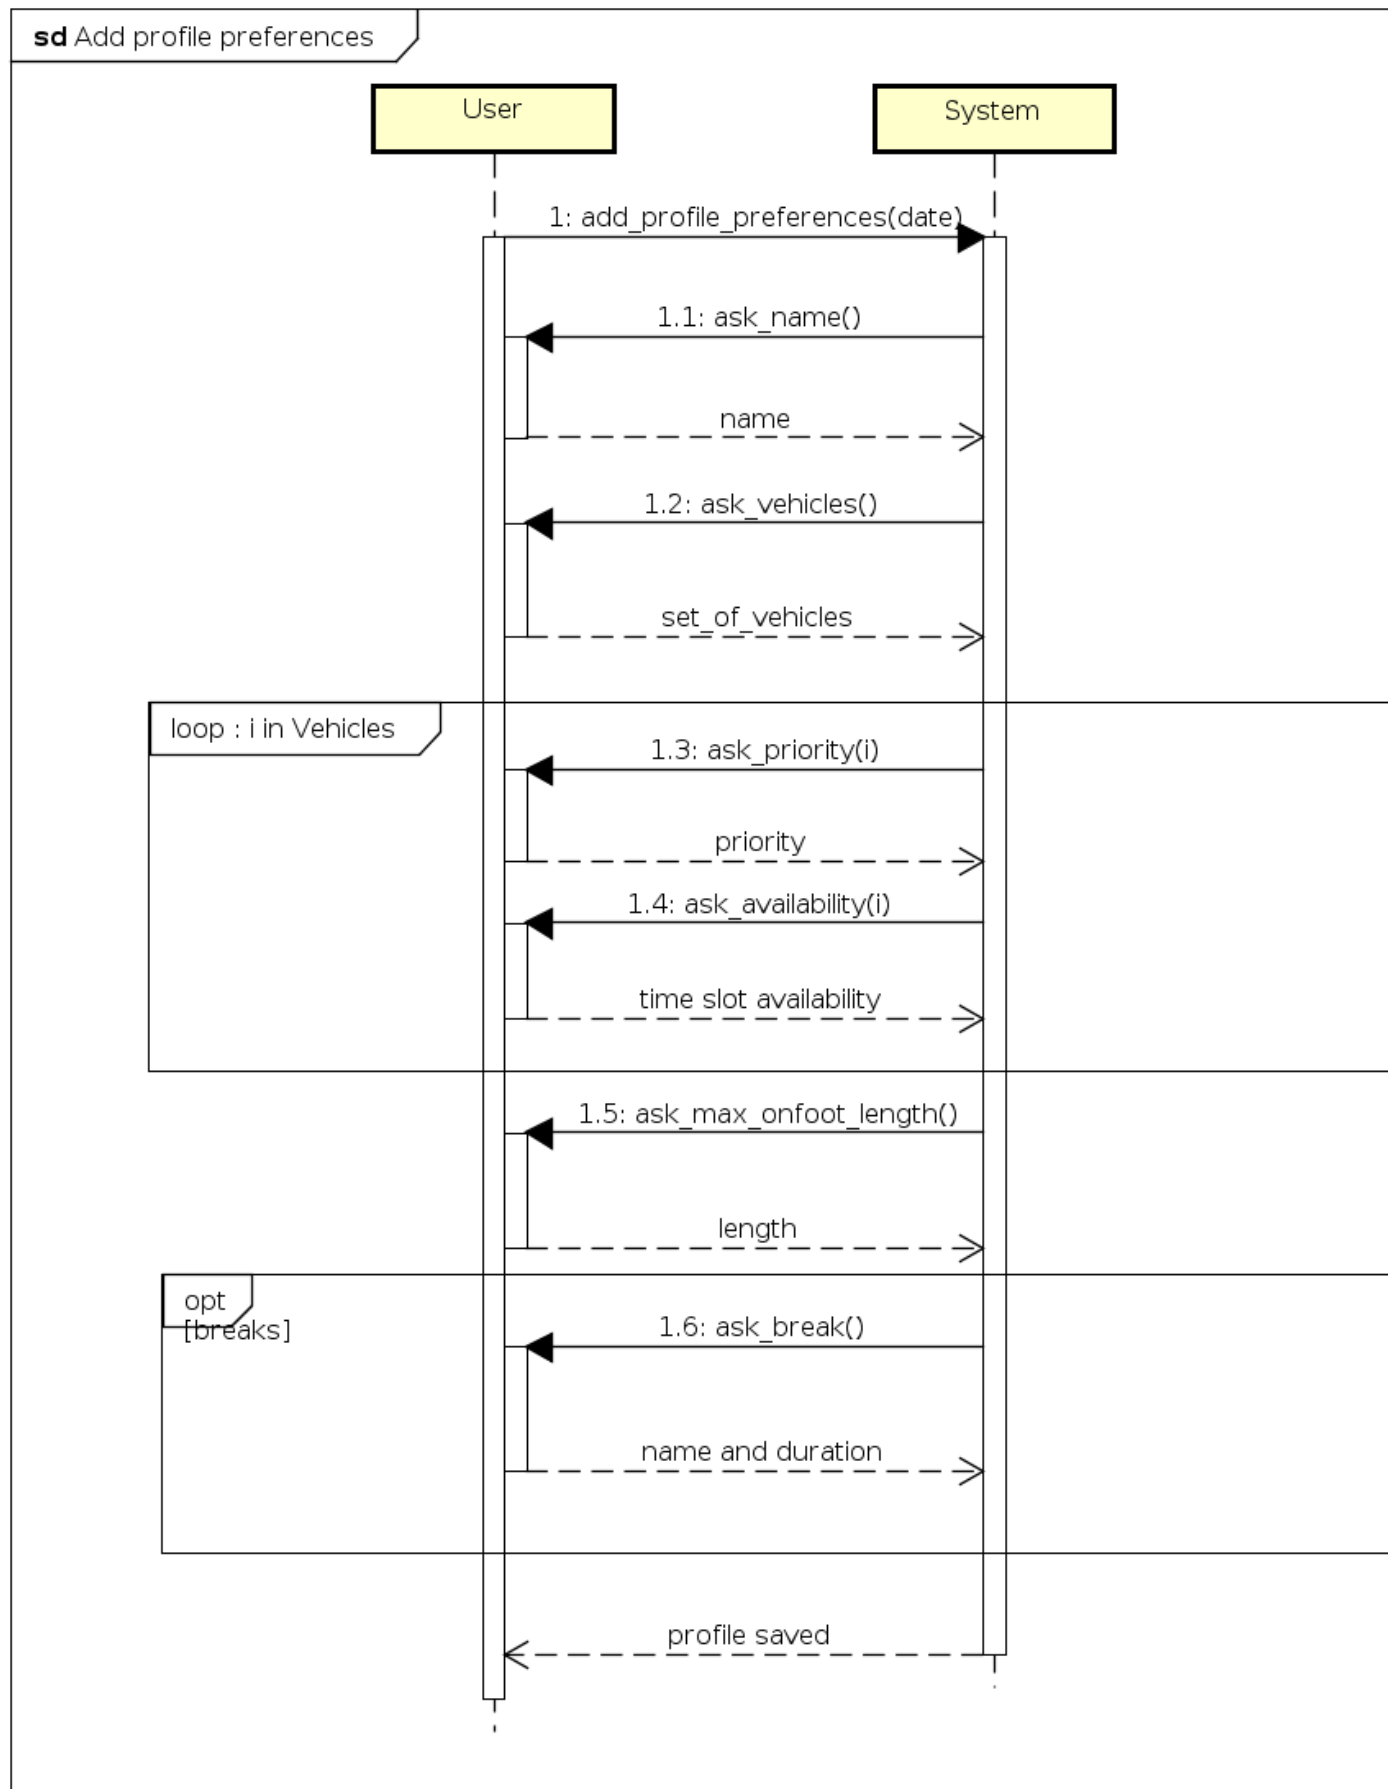 sd Add profile preferences
User
System
1: add_profile_preferences(date)
1.1: ask_name()
name
1.2: ask_vehicles()
set_of_vehicles
loop : i in Vehicles
1.3: ask_priority(i)
priority
1.4: ask_availability(i)
time slot availability
1.5: ask_max_onfoot_length()
length
opt
[breaks]
1.6: ask_break()
name and duration
profile saved